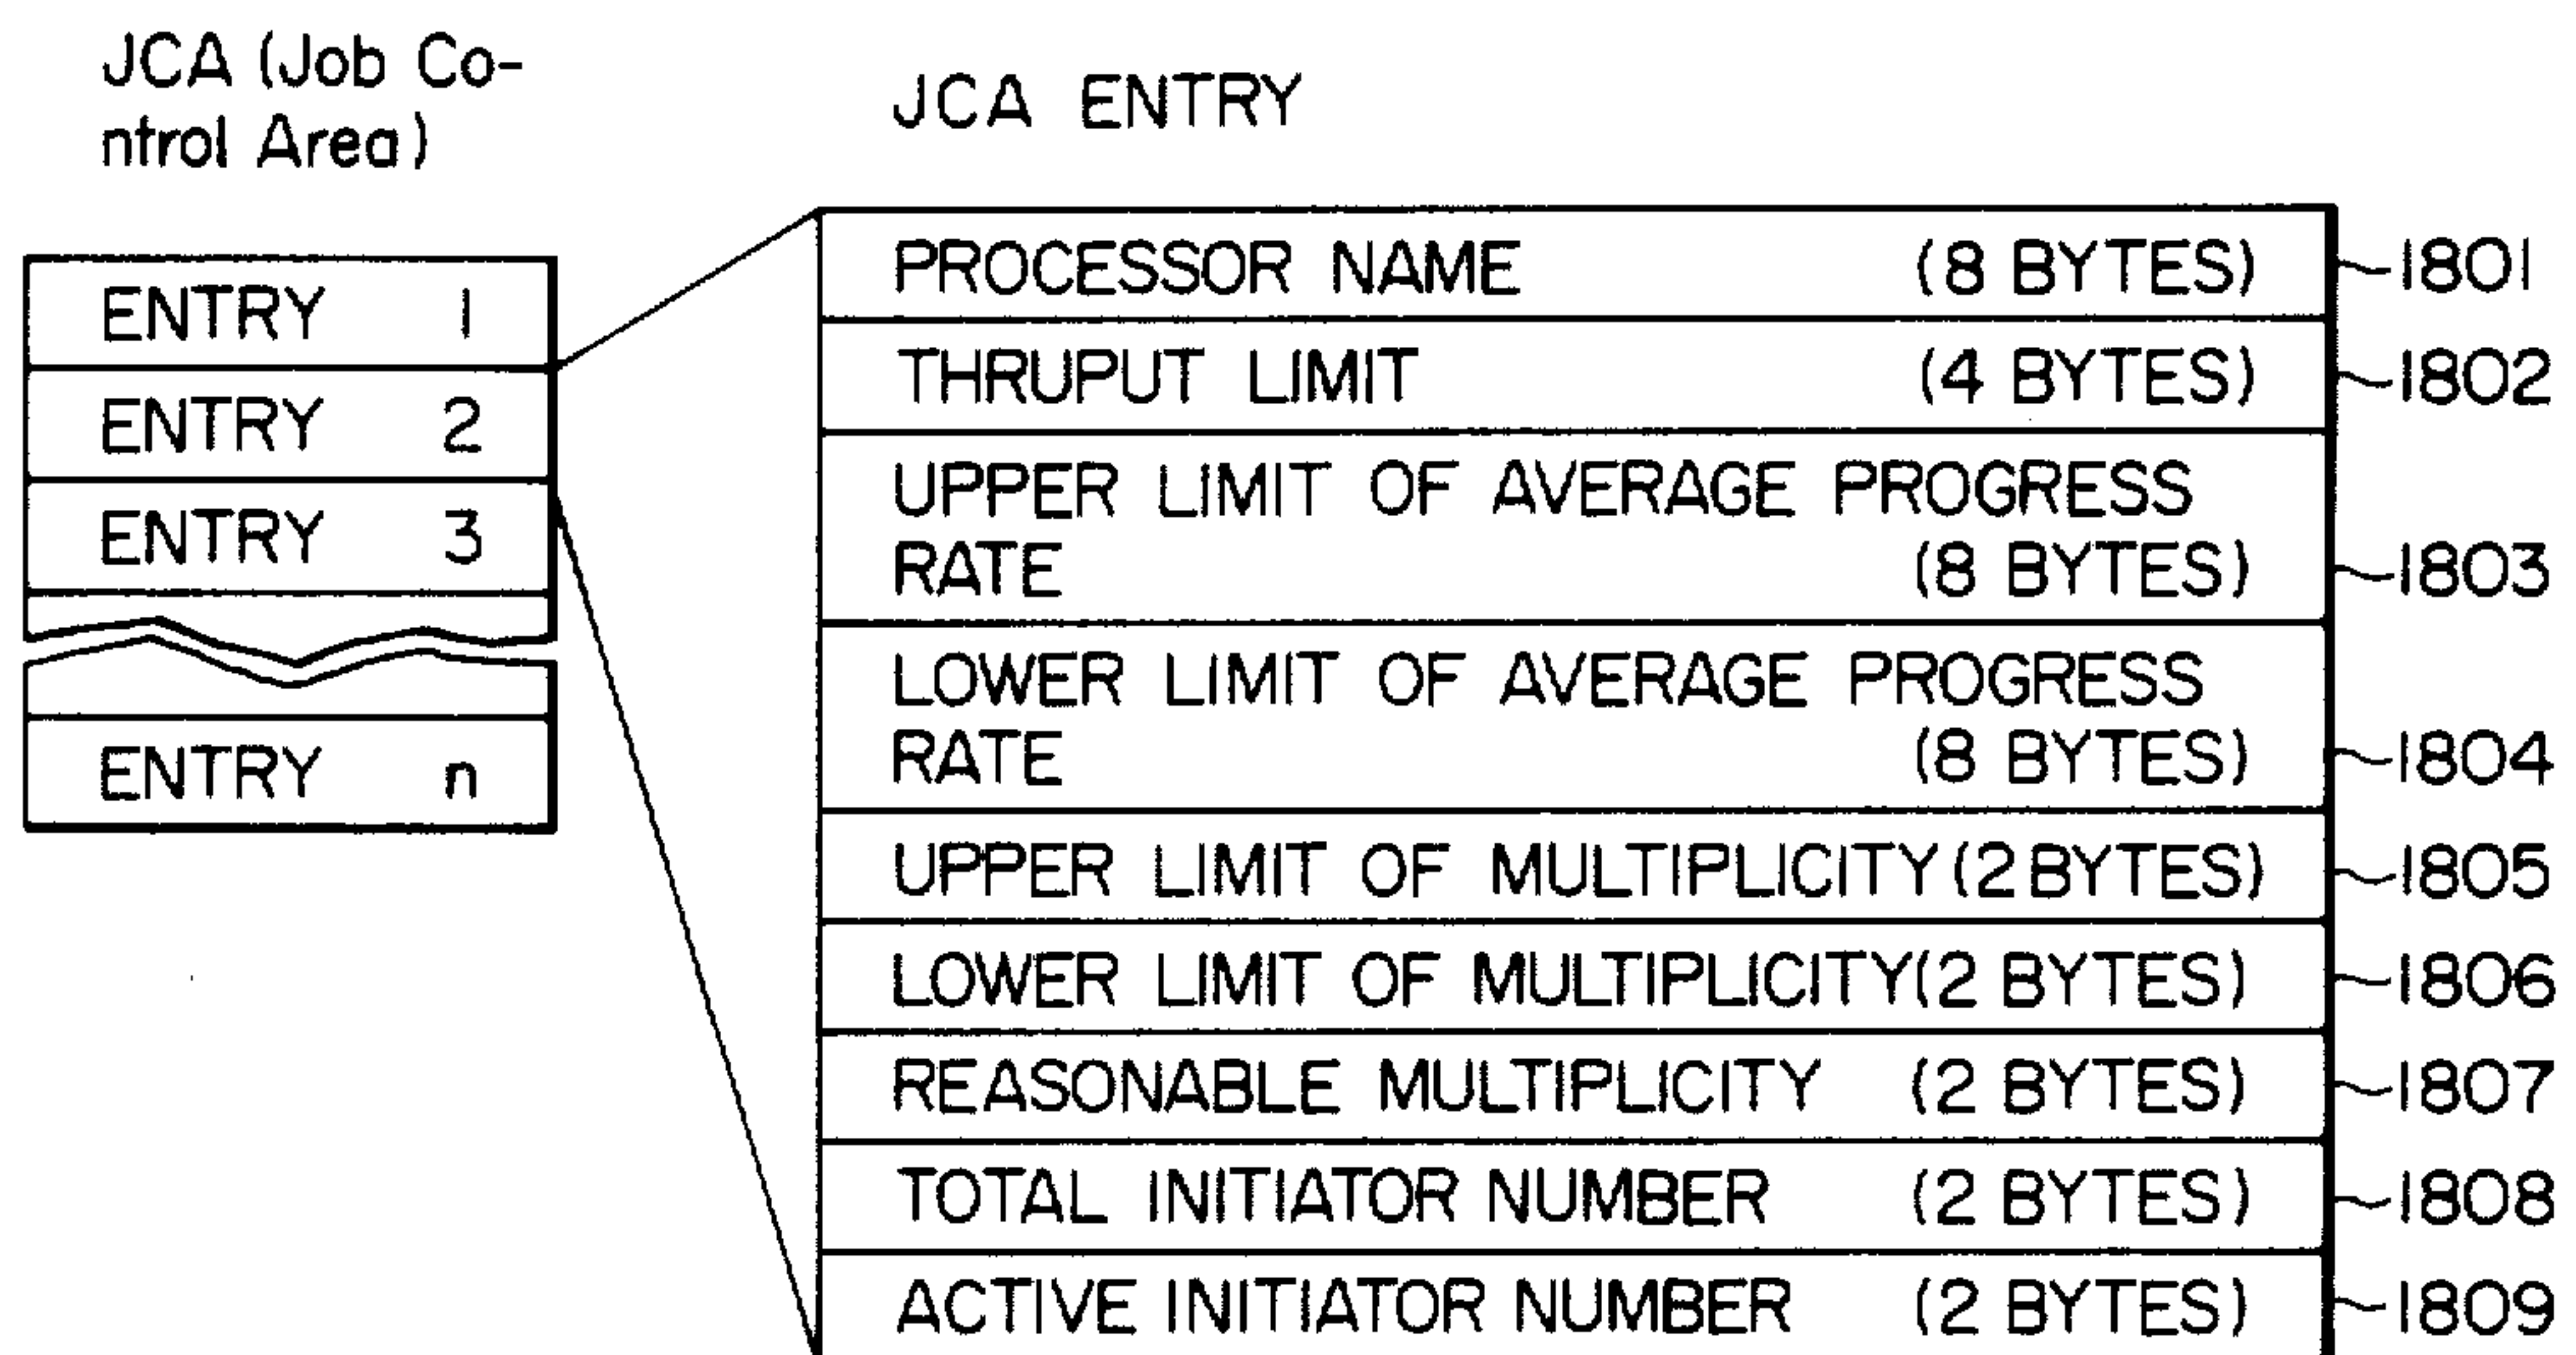 JCA (Job Co-
ntrol Area)
ENTRY 1
ENTRY 2
ENTRY 3
ENTRY n
JCA ENTRY
PROCESSOR NAME (8 BYTES) 1801
THRUPUT LIMIT (4 BYTES) 1802
UPPER LIMIT OF AVERAGE PROGRESS
RATE (8 BYTES) 1803
LOWER LIMIT OF AVERAGE PROGRESS
RATE (8 BYTES) 1804
UPPER LIMIT OF MULTIPLICITY (2 BYTES) 1805
LOWER LIMIT OF MULTIPLICITY (2 BYTES) 1806
REASONABLE MULTIPLICITY (2 BYTES) 1807
TOTAL INITIATOR NUMBER (2 BYTES) 1808
ACTIVE INITIATOR NUMBER (2 BYTES) 1809